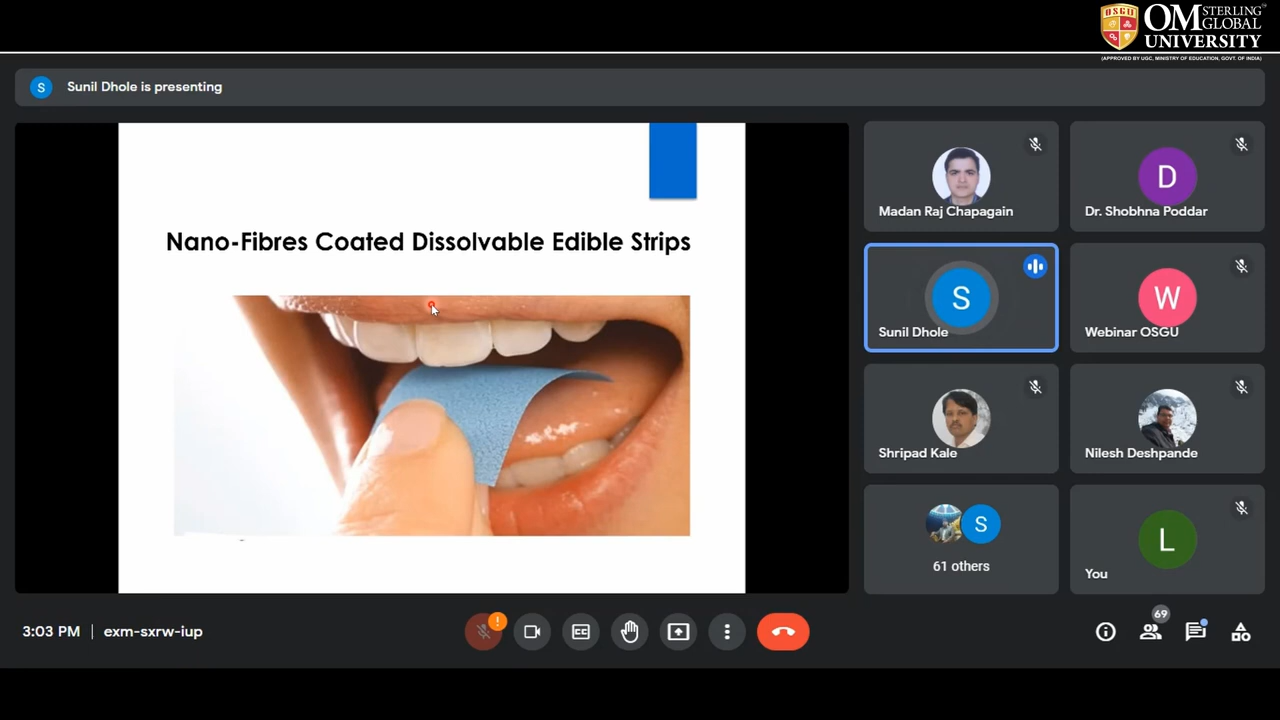 OSGU
OM STERLING GLOBAL UNIVERSITY
(APPROVED BY UGC, MINISTRY OF EDUCATION, GOVT. OF INDIA)
S
Sunil Dhole is presenting
Nano-Fibres Coated Dissolvable Edible Strips
Madan Raj Chapagain
D
Dr. Shobhna Poddar
S
Sunil Dhole
W
Webinar OSGU
Shripad Kale
Nilesh Deshpande
S
61 others
L
You
3:03 PM | exm-sxrw-iup
!
CC
69